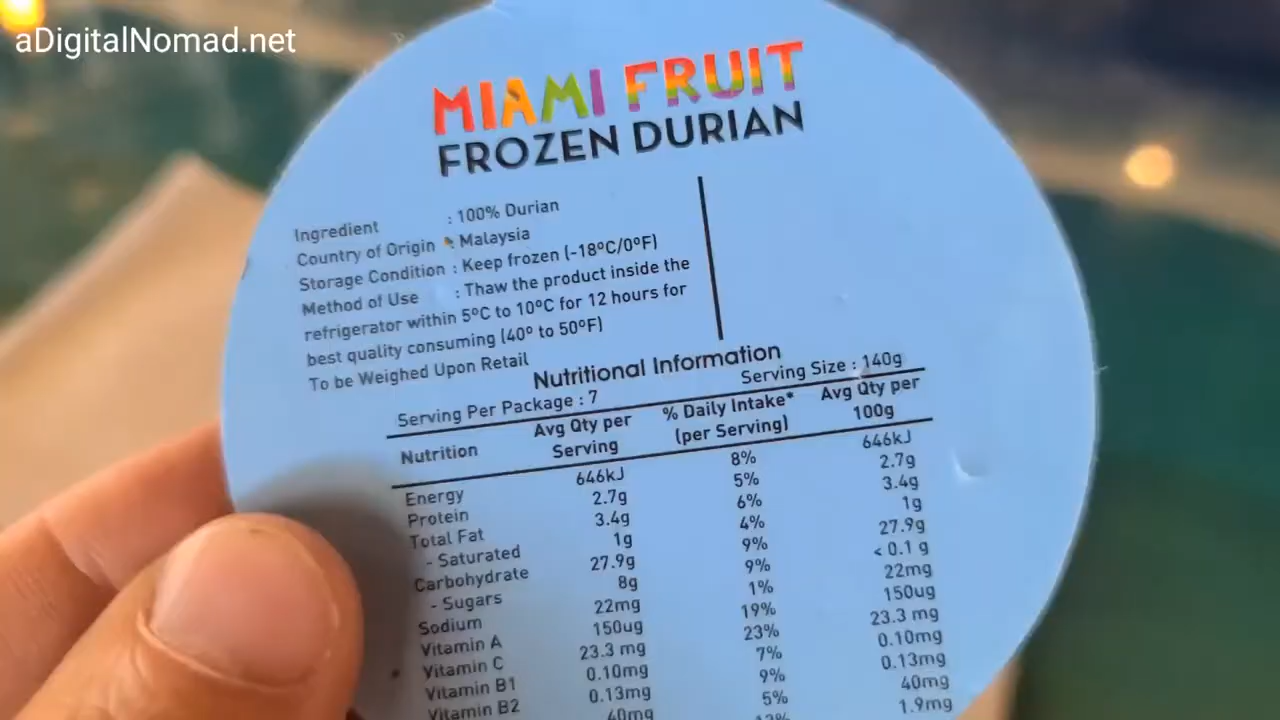 aDigitalNomad.net
MIAMI FRUIT
FROZEN DURIAN
Ingredient : 100% Durian
Country of Origin : Malaysia
Storage Condition : Keep frozen (-18ºC/0ºF)
Method of Use : Thaw the product inside the
refrigerator within 5ºC to 10ºC for 12 hours for
best quality consuming (40º to 50ºF)
To be Weighed Upon Retail
Nutritional Information
Serving Per Package : 7 Serving Size : 140g
Nutrition Avg Qty per Serving % Daily Intake* (per Serving) Avg Qty per 100g
Energy 646kJ 8% 646kJ
Protein 2.7g 5% 2.7g
Total Fat 3.4g 6% 3.4g
- Saturated 1g 4% 1g
Carbohydrate 27.9g 9% 27.9g
- Sugars 8g 9% < 0.1 g
Sodium 22mg 1% 22mg
Vitamin A 150ug 19% 150ug
Vitamin C 23.3 mg 23% 23.3 mg
Vitamin B1 0.10mg 7% 0.10mg
Vitamin B2 0.13mg 9% 0.13mg
40mg 5% 40mg
1.9mg